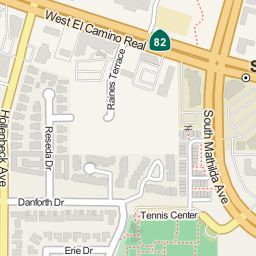 West El Camino Real
82
S
Raines Terrace
Hollenbeck Ave
Reseda Dr
South Mathilda Ave
Danforth Dr
Tennis Center
Erie Dr